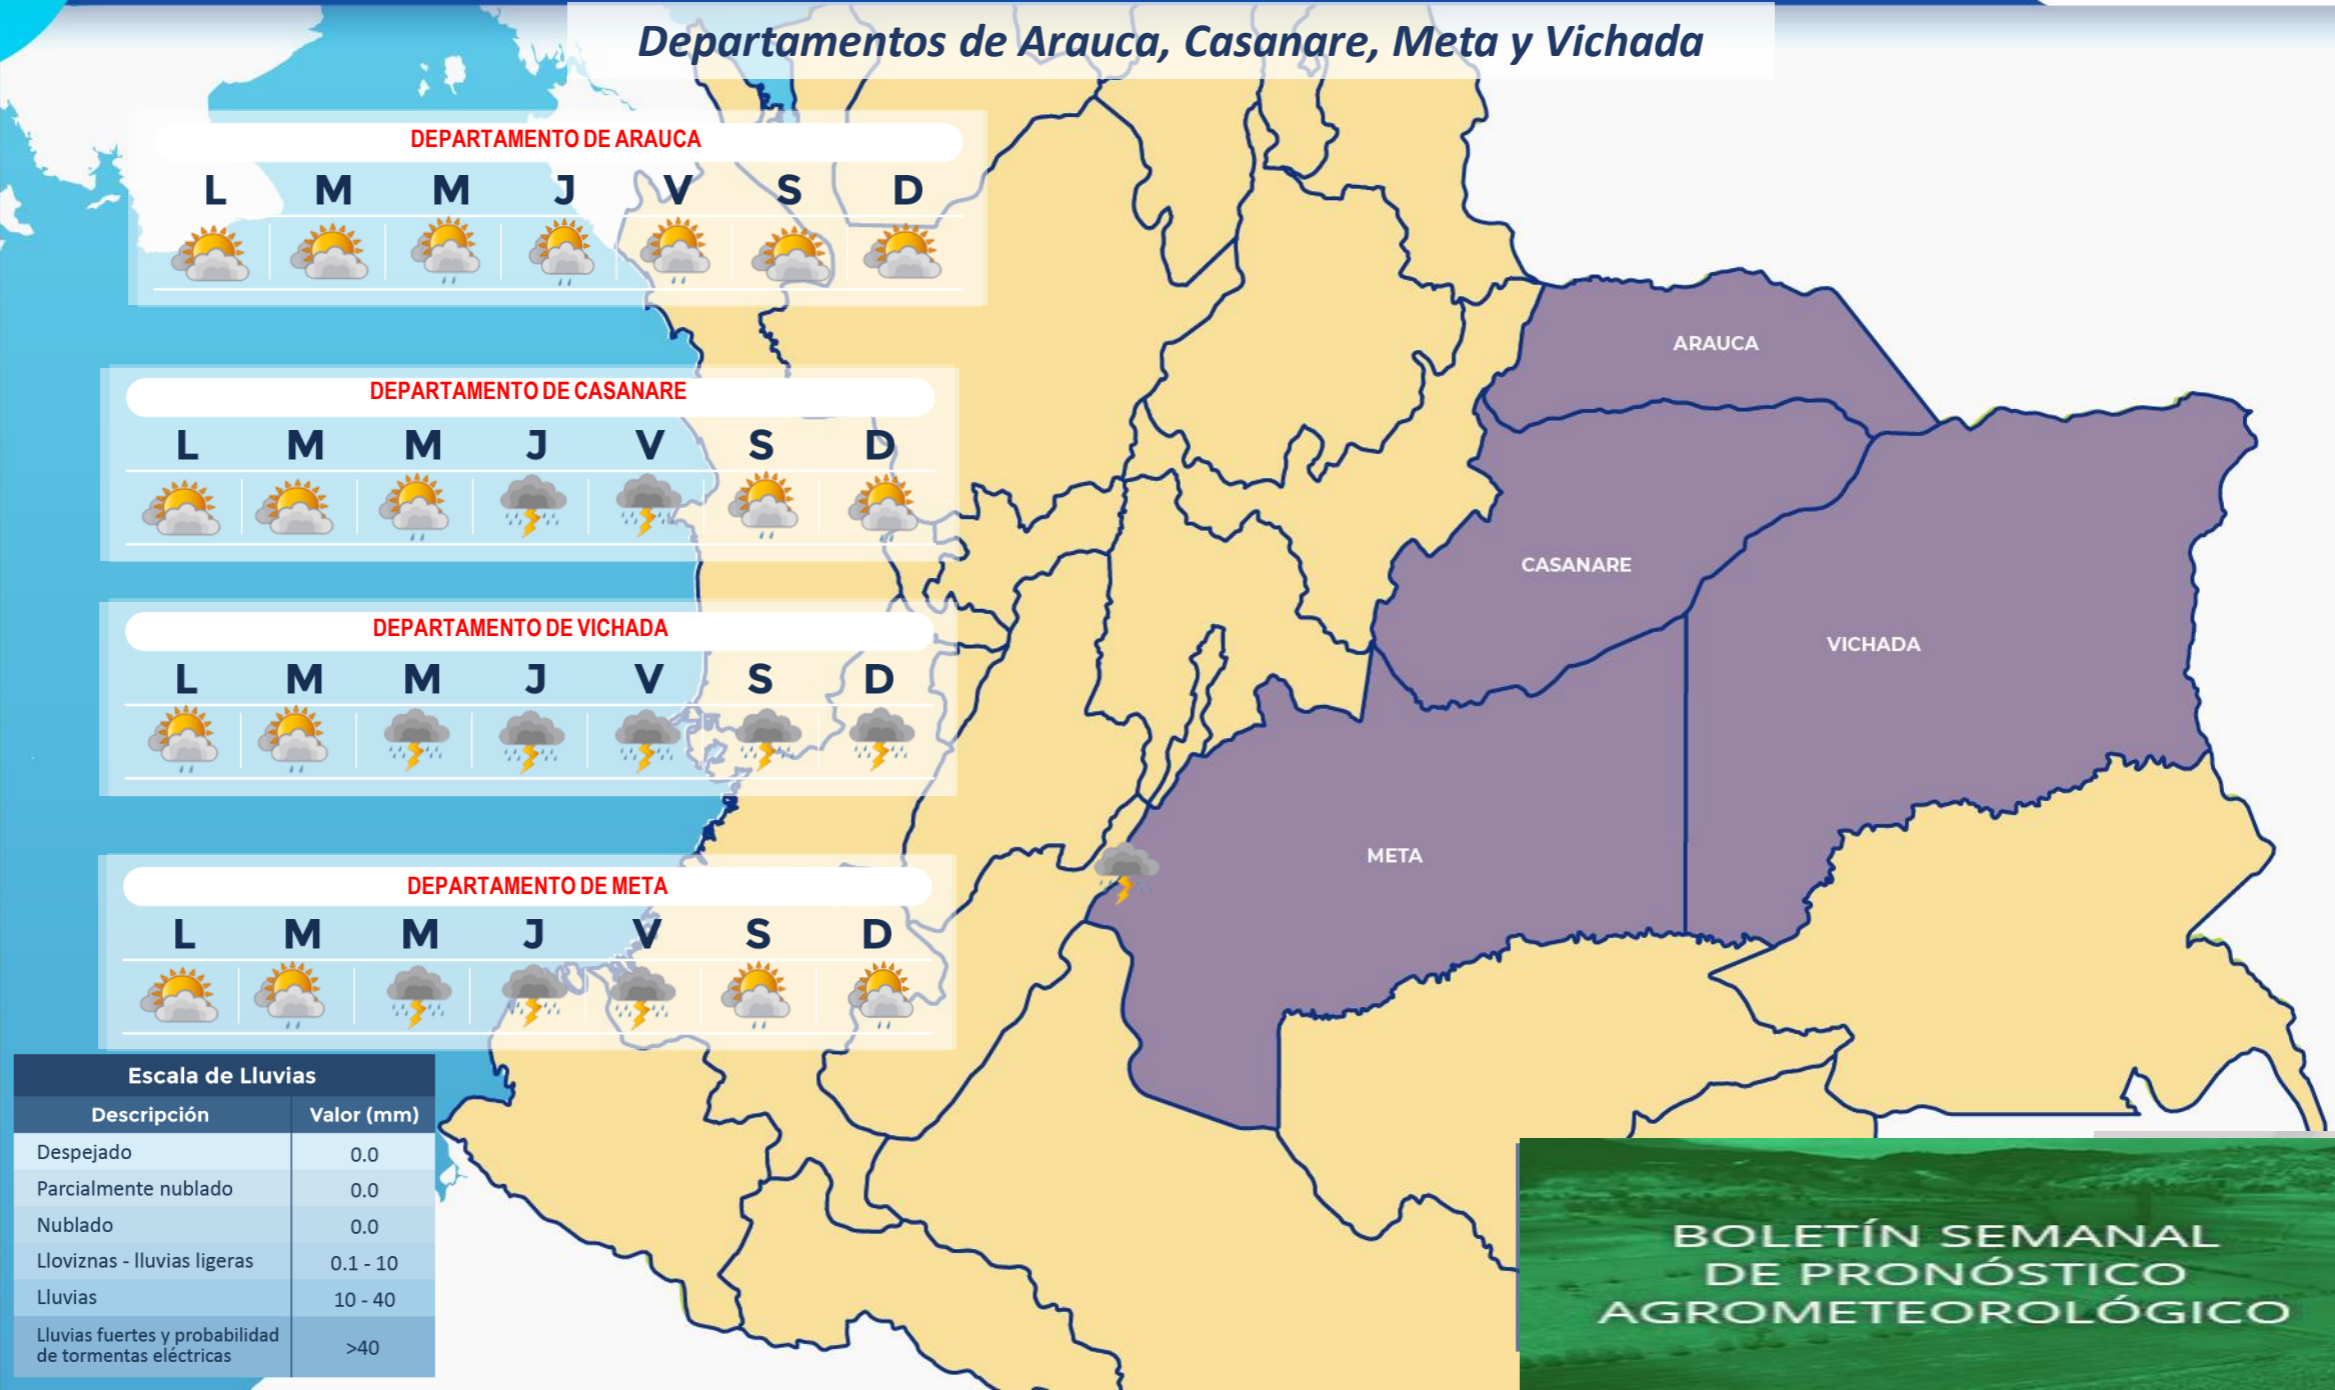 Departamentos de Arauca, Casanare, Meta y Vichada
DEPARTAMENTO DE ARAUCA
L M M J V S D
DEPARTAMENTO DE CASANARE
L M M J V S D
DEPARTAMENTO DE VICHADA
L M M J V S D
DEPARTAMENTO DE META
L M M J V S D
ARAUCA
CASANARE
VICHADA
META
Escala de Lluvias
Descripción Valor (mm)
Despejado 0.0
Parcialmente nublado 0.0
Nublado 0.0
Lloviznas - lluvias ligeras 0.1 - 10
Lluvias 10 - 40
Lluvias fuertes y probabilidad
de tormentas eléctricas >40
BOLETÍN SEMANAL
DE PRONÓSTICO
AGROMETEOROLÓGICO